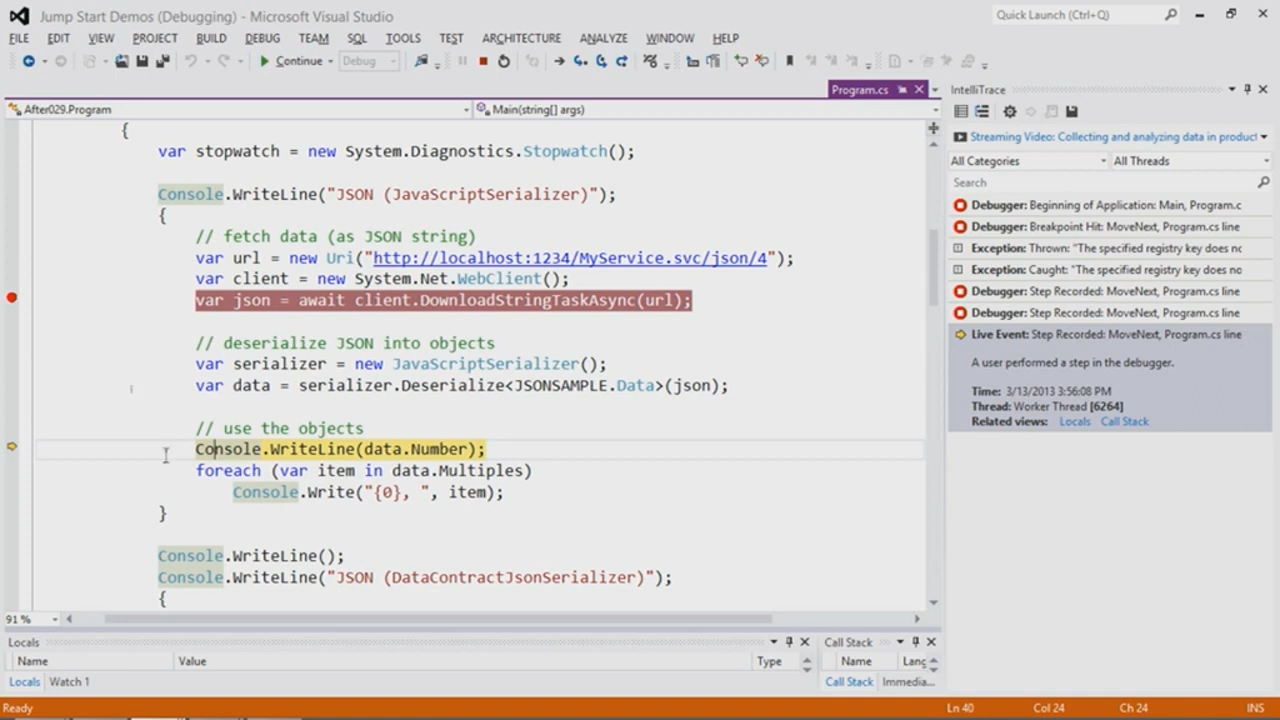 Jump Start Demos (Debugging) - Microsoft Visual Studio
Quick Launch (Ctrl+Q)
FILE EDIT VIEW PROJECT BUILD DEBUG TEAM SQL TOOLS TEST ARCHITECTURE ANALYZE WINDOW HELP
Continue Debug
Program.cs
After029.Program
Main(string[] args)
{
var stopwatch = new System.Diagnostics.Stopwatch();
Console.WriteLine("JSON (JavaScriptSerializer)");
{
// fetch data (as JSON string)
var url = new Uri("http://localhost:1234/MyService.svc/json/4");
var client = new System.Net.WebClient();
var json = await client.DownloadStringTaskAsync(url);
// deserialize JSON into objects
var serializer = new JavaScriptSerializer();
var data = serializer.Deserialize<JSONSAMPLE.Data>(json);
// use the objects
Console.WriteLine(data.Number);
foreach (var item in data.Multiples)
Console.Write("{0}, ", item);
}
Console.WriteLine();
Console.WriteLine("JSON (DataContractJsonSerializer)");
{
91 %
IntelliTrace
Streaming Video: Collecting and analyzing data in product
All Categories All Threads
Search
Debugger: Beginning of Application: Main, Program.c
Debugger: Breakpoint Hit: MoveNext, Program.cs line
Exception: Thrown: "The specified registry key does no
Exception: Caught: "The specified registry key does no
Debugger: Step Recorded: MoveNext, Program.cs line
Debugger: Step Recorded: MoveNext, Program.cs line
Live Event: Step Recorded: MoveNext, Program.cs line
A user performed a step in the debugger.
Time: 3/13/2013 3:56:08 PM
Thread: Worker Thread [6264]
Related views: Locals Call Stack
Locals
Name Value Type
Locals Watch 1
Call Stack
Name Lang
Call Stack Immedia...
Ready Ln 40 Col 24 Ch 24 INS